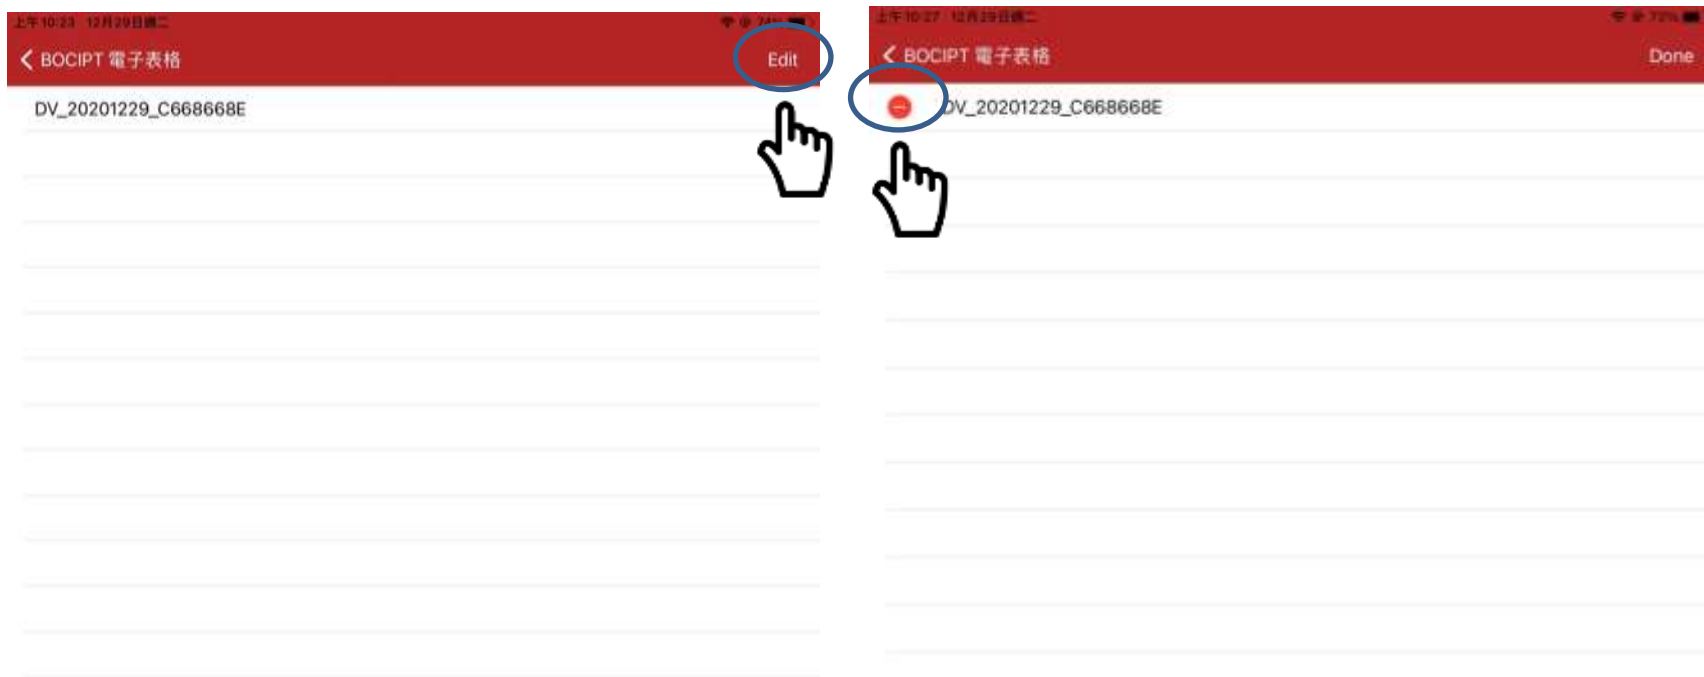 上午10:23 12月29日週二
74%
BOCIPT 電子表格
Edit
DV_20201229_C668668E
上午10:27 12月29日週二
73%
BOCIPT 電子表格
Done
DV_20201229_C668668E